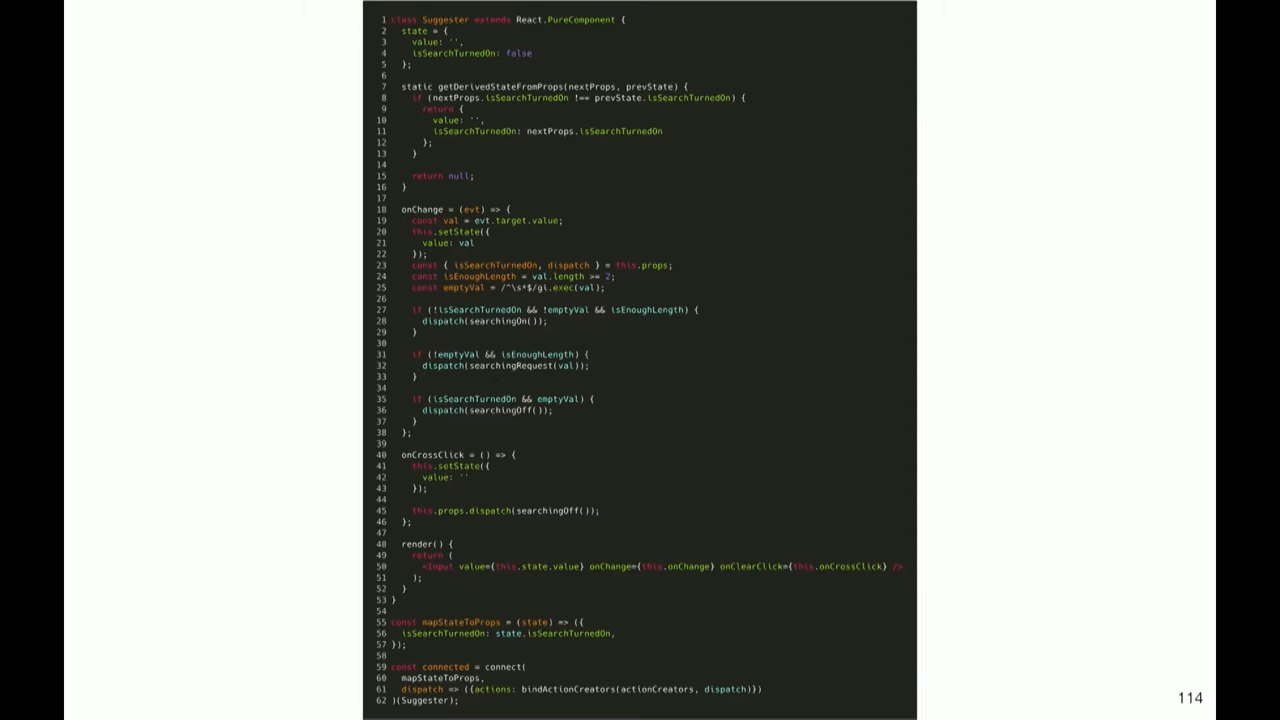 1 class Suggester extends React.PureComponent {
2 state = {
3 value: '',
4 isSearchTurnedOn: false
5 };
6
7 static getDerivedStateFromProps(nextProps, prevState) {
8 if (nextProps.isSearchTurnedOn !== prevState.isSearchTurnedOn) {
9 return {
10 value: '',
11 isSearchTurnedOn: nextProps.isSearchTurnedOn
12 };
13 }
14
15 return null;
16 }
17
18 onChange = (evt) => {
19 const val = evt.target.value;
20 this.setState({
21 value: val
22 });
23 const { isSearchTurnedOn, dispatch } = this.props;
24 const isEnoughLength = val.length >= 2;
25 const emptyVal = /^\s*$/gi.exec(val);
26
27 if (!isSearchTurnedOn && !emptyVal && isEnoughLength) {
28 dispatch(searchingOn());
29 }
30
31 if (!emptyVal && isEnoughLength) {
32 dispatch(searchingRequest(val));
33 }
34
35 if (isSearchTurnedOn && emptyVal) {
36 dispatch(searchingOff());
37 }
38 };
39
40 onCrossClick = () => {
41 this.setState({
42 value: ''
43 });
44
45 this.props.dispatch(searchingOff());
46 };
47
48 render() {
49 return (
50 <Input value={this.state.value} onChange={this.onChange} onClearClick={this.onCrossClick} />
51 );
52 }
53 }
54
55 const mapStateToProps = (state) => ({
56 isSearchTurnedOn: state.isSearchTurnedOn,
57 });
58
59 const connected = connect(
60 mapStateToProps,
61 dispatch => ({actions: bindActionCreators(actionCreators, dispatch)})
62 )(Suggester);
114